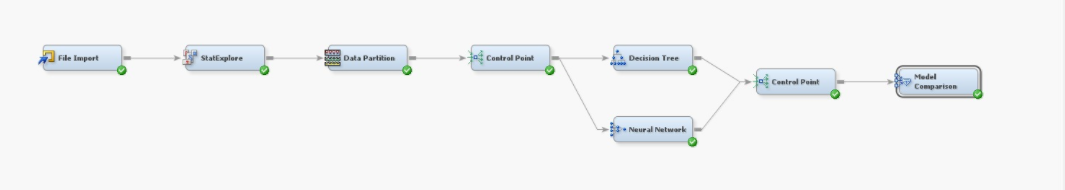 File Import
StatExplore
Data Partition
Control Point
Decision Tree
Neural Network
Control Point
Model
Comparison